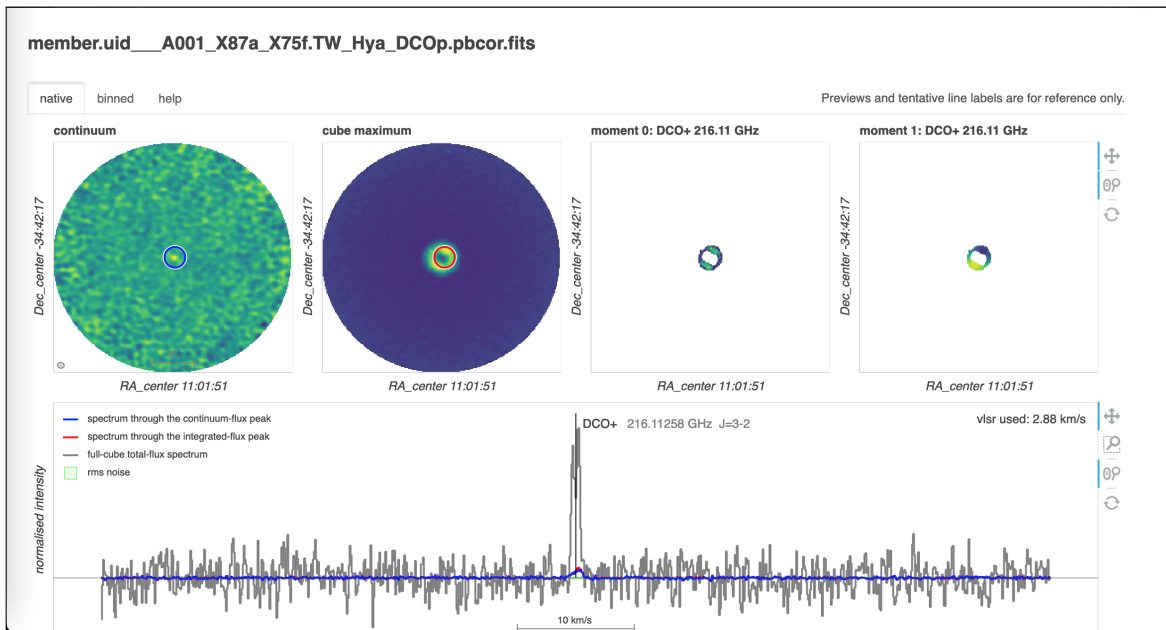 member.uid___A001_X87a_X75f.TW_Hya_DCOp.pbcor.fits
native binned help Previews and tentative line labels are for reference only.
continuum cube maximum moment 0: DCO+ 216.11 GHz moment 1: DCO+ 216.11 GHz
Dec_center -34:42:17 Dec_center -34:42:17 Dec_center -34:42:17 Dec_center -34:42:17
RA_center 11:01:51 RA_center 11:01:51 RA_center 11:01:51 RA_center 11:01:51
spectrum through the continuum-flux peak
DCO+ 216.11258 GHz J=3-2 vlsr used: 2.88 km/s
spectrum through the integrated-flux peak
full-cube total-flux spectrum
rms noise
normalised intensity
10 km/s